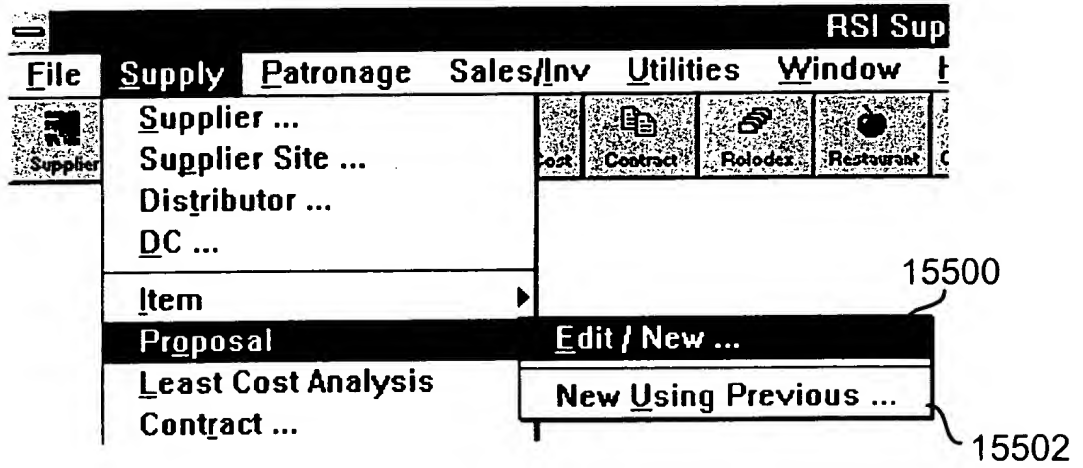 RSI Sup
File Supply Patronage Sales/Inv Utilities Window
Supplier Cost Contract Rolodex Restaurant
Supplier ...
Supplier Site ...
Distributor ...
DC ...
Item
Proposal
Least Cost Analysis
Contract ...
15500
Edit / New ...
New Using Previous ...
15502